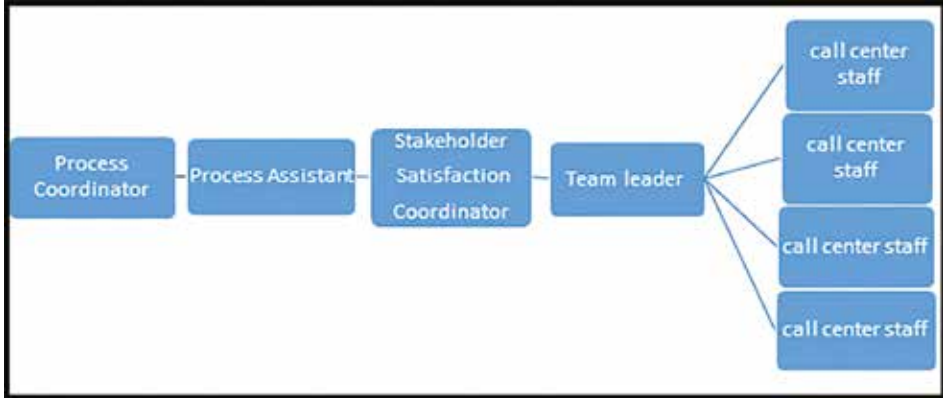 Process
Coordinator
Process Assistant
Stakeholder
Satisfaction
Coordinator
Team leader
call center
staff
call center
staff
call center staff
call center staff